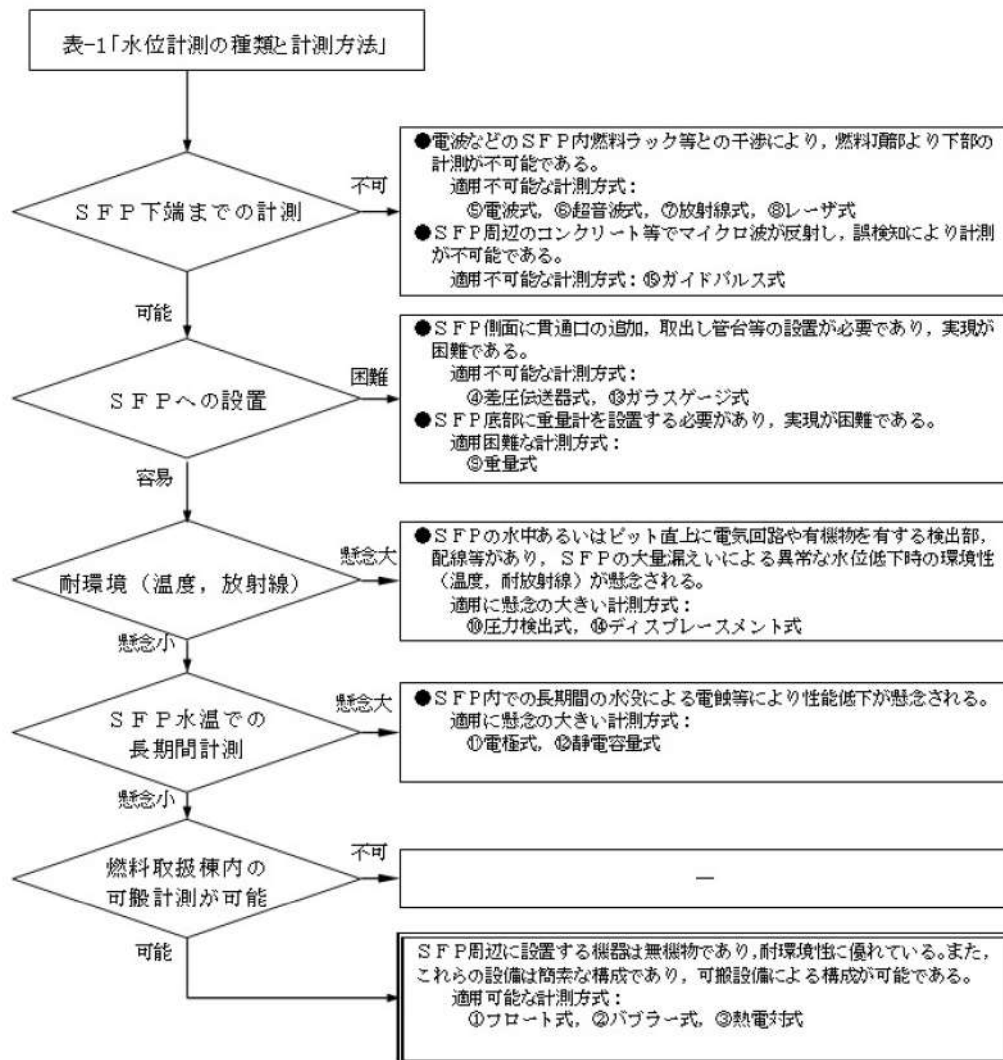 表-1「水位計測の種類と計測方法」
SFP下端までの計測
不可
●電波などのSFP内燃料ラック等との干渉により，燃料頂部より下部の
計測が不可能である。
適用不可能な計測方式：
⑤電波式，⑥超音波式，⑦放射線式，⑧レーザ式
●SFP周辺のコンクリート等でマイクロ波が反射し，誤検知により計測
が不可能である。
適用不可能な計測方式：⑮ガイドパルス式
可能
SFPへの設置
困難
●SFP側面に貫通口の追加，取出し管台等の設置が必要であり，実現が
困難である。
適用不可能な計測方式：
④差圧伝送器式，⑬ガラスゲージ式
●SFP底部に重量計を設置する必要があり，実現が困難である。
適用困難な計測方式：
⑨重量式
容易
耐環境（温度，放射線）
懸念大
●SFPの水中あるいはピット直上に電気回路や有機物を有する検出部，
配線等があり，SFPの大量漏えいによる異常な水位低下時の環境性
（温度，耐放射線）が懸念される。
適用に懸念の大きい計測方式：
⑩圧力検出式，⑭ディスプレースメント式
懸念小
SFP水温での
長期間計測
懸念大
●SFP内での長期間の水没による電蝕等により性能低下が懸念される。
適用に懸念の大きい計測方式：
⑪電極式，⑫静電容量式
懸念小
燃料取扱棟内の
可搬計測が可能
不可
―
可能
SFP周辺に設置する機器は無機物であり，耐環境性に優れている。また，
これらの設備は簡素な構成であり，可搬設備による構成が可能である。
適用可能な計測方式：
①フロート式，②バブラー式，③熱電対式